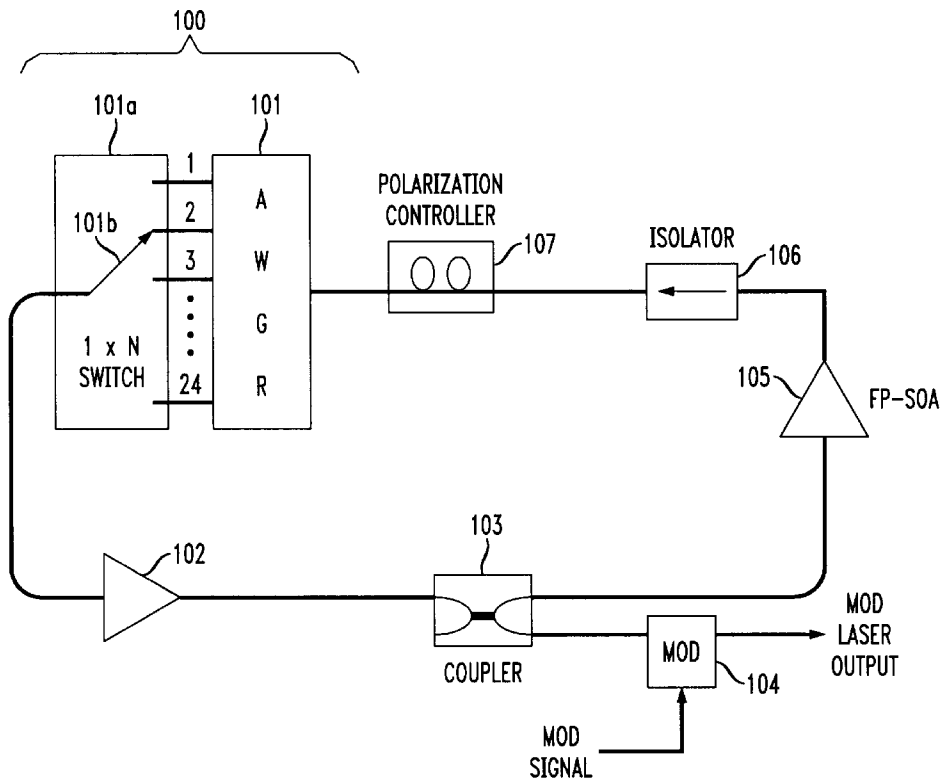 100
101a
101
1
A
POLARIZATION
CONTROLLER
107
ISOLATOR
106
101b
2
W
3
G
1 x N
SWITCH
24
R
105
FP-SOA
102
103
COUPLER
MOD
104
MOD
LASER
OUTPUT
MOD
SIGNAL